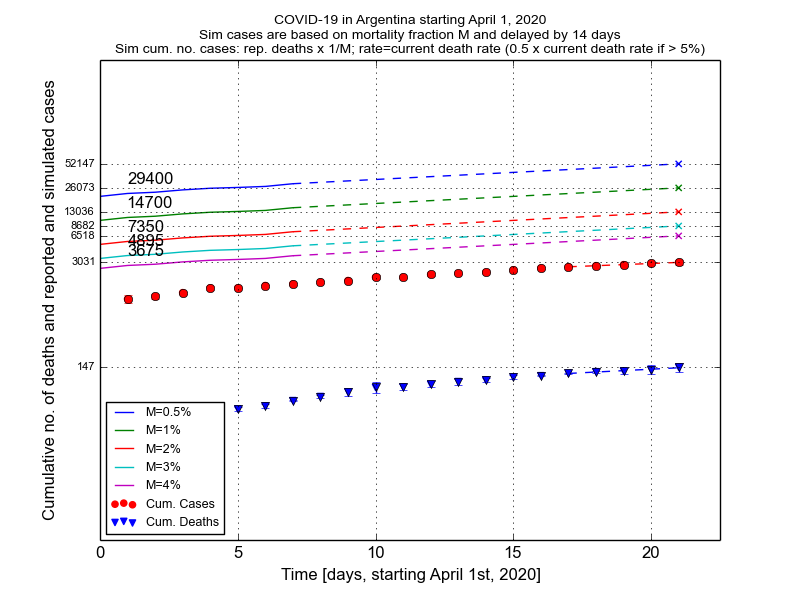 COVID-19 in Argentina starting April 1, 2020
Sim cases are based on mortality fraction M and delayed by 14 days
Sim cum. no. cases: rep. deaths x 1/M; rate=current death rate (0.5 x current death rate if > 5%)
Cumulative no. of deaths and reported and simulated cases
52147
26073
13036
8682
6518
3031
147
29400
14700
7350
4895
3675
M=0.5%
M=1%
M=2%
M=3%
M=4%
Cum. Cases
Cum. Deaths
0 5 10 15 20
Time [days, starting April 1st, 2020]